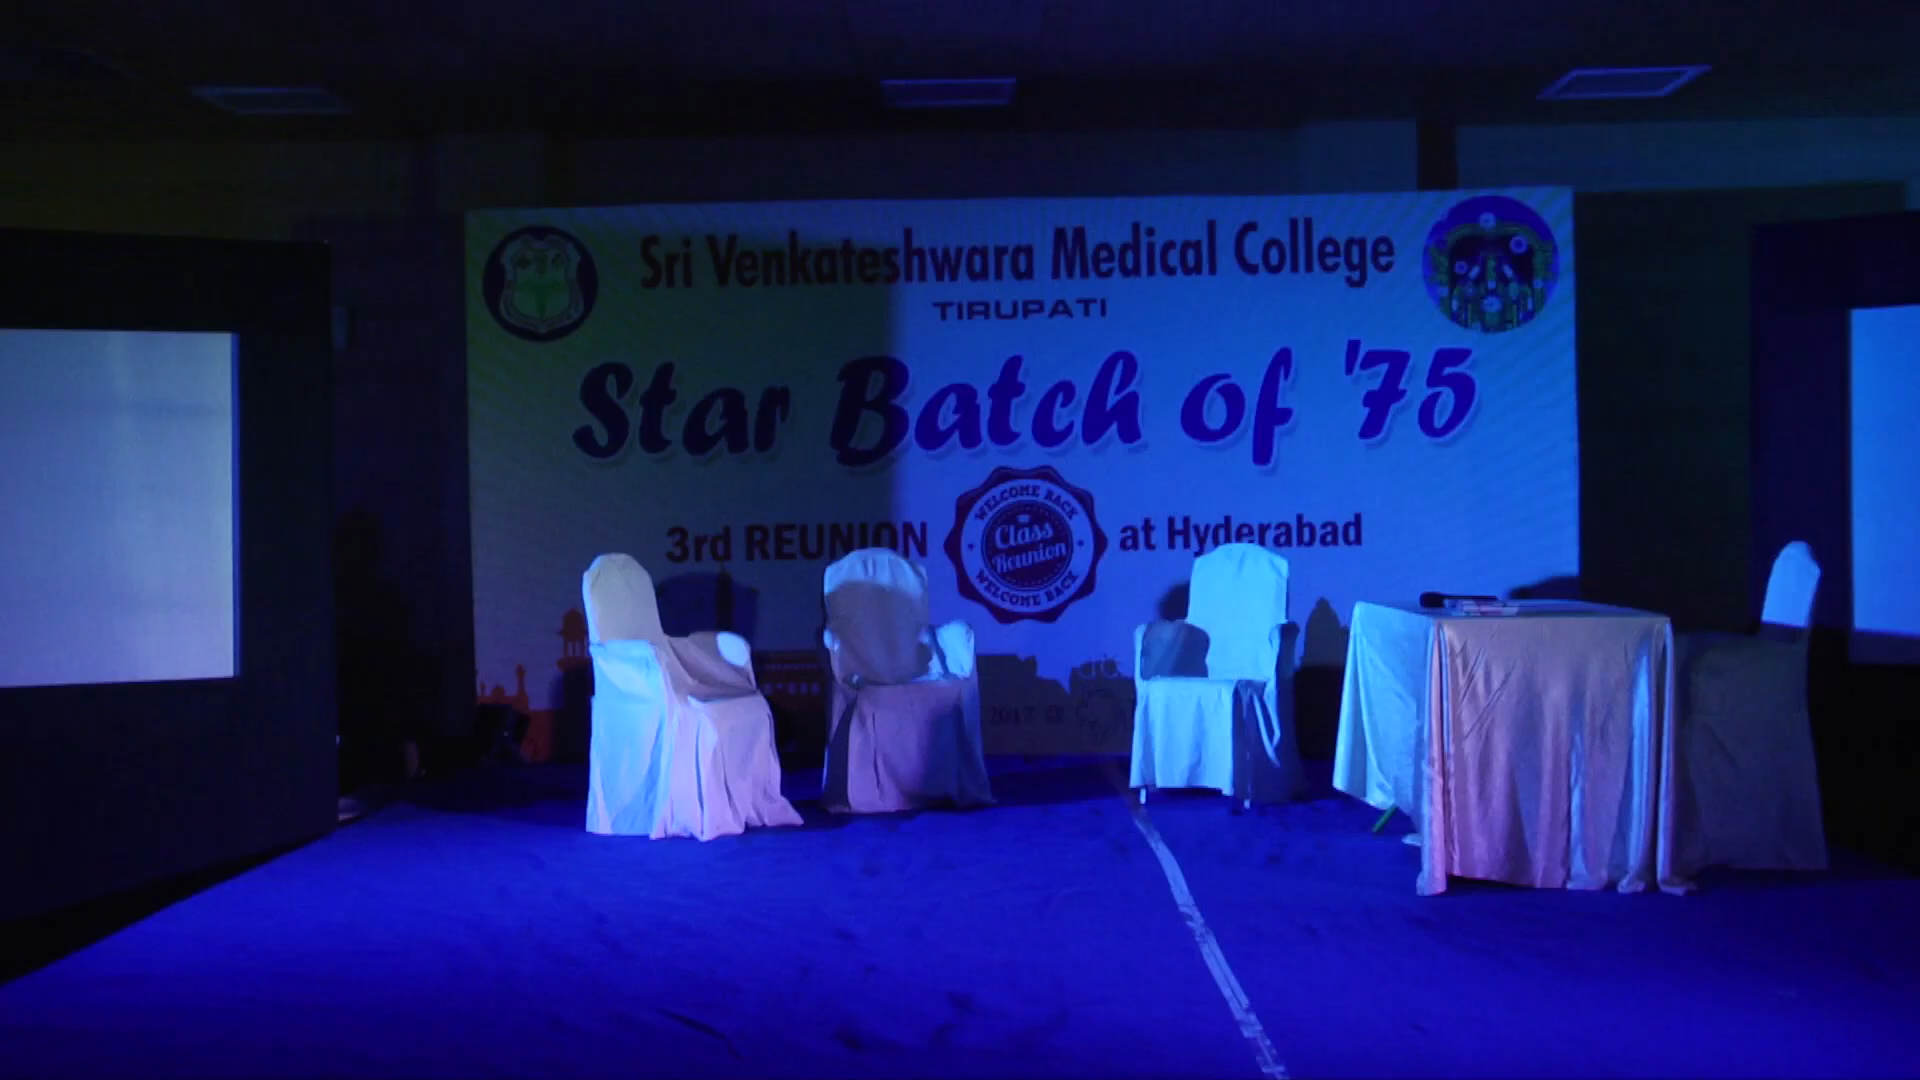 Sri Venkateshwara Medical College
TIRUPATI
Star Batch of '75
3rd REUNION at Hyderabad
WELCOME BACK
Class
Reunion
WELCOME BACK
2017 @